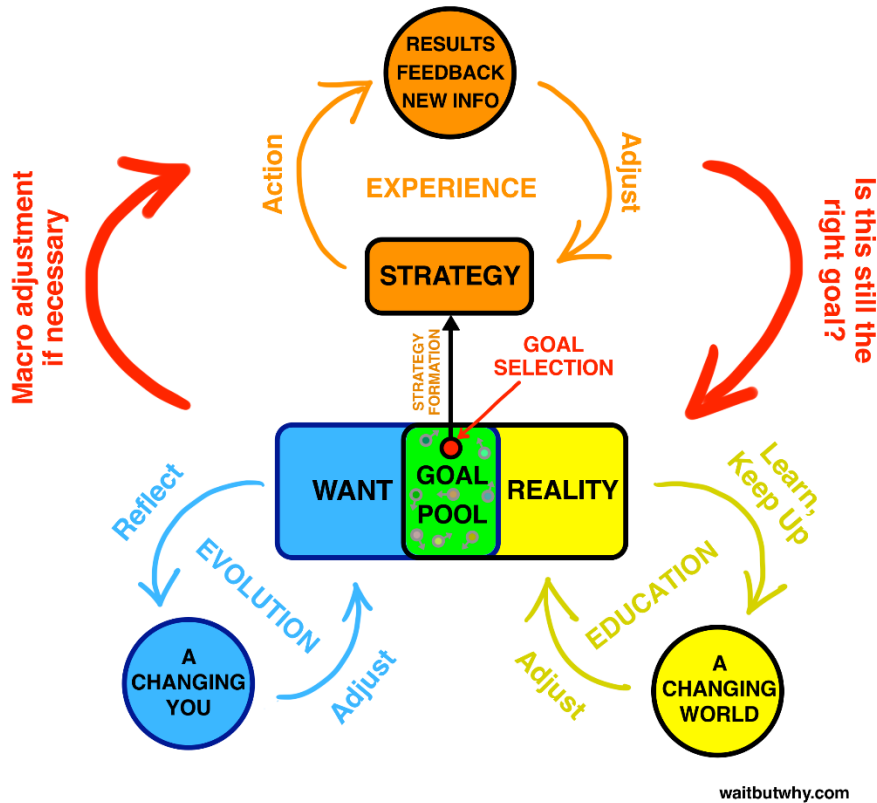 RESULTS
FEEDBACK
NEW INFO
Action
EXPERIENCE
Adjust
Macro adjustment
if necessary
Is this still the
right goal?
STRATEGY
STRATEGY
FORMATION
GOAL
SELECTION
WANT
GOAL
POOL
REALITY
Reflect
EVOLUTION
Adjust
Learn,
Keep Up
EDUCATION
Adjust
A
CHANGING
YOU
A
CHANGING
WORLD
waitbutwhy.com